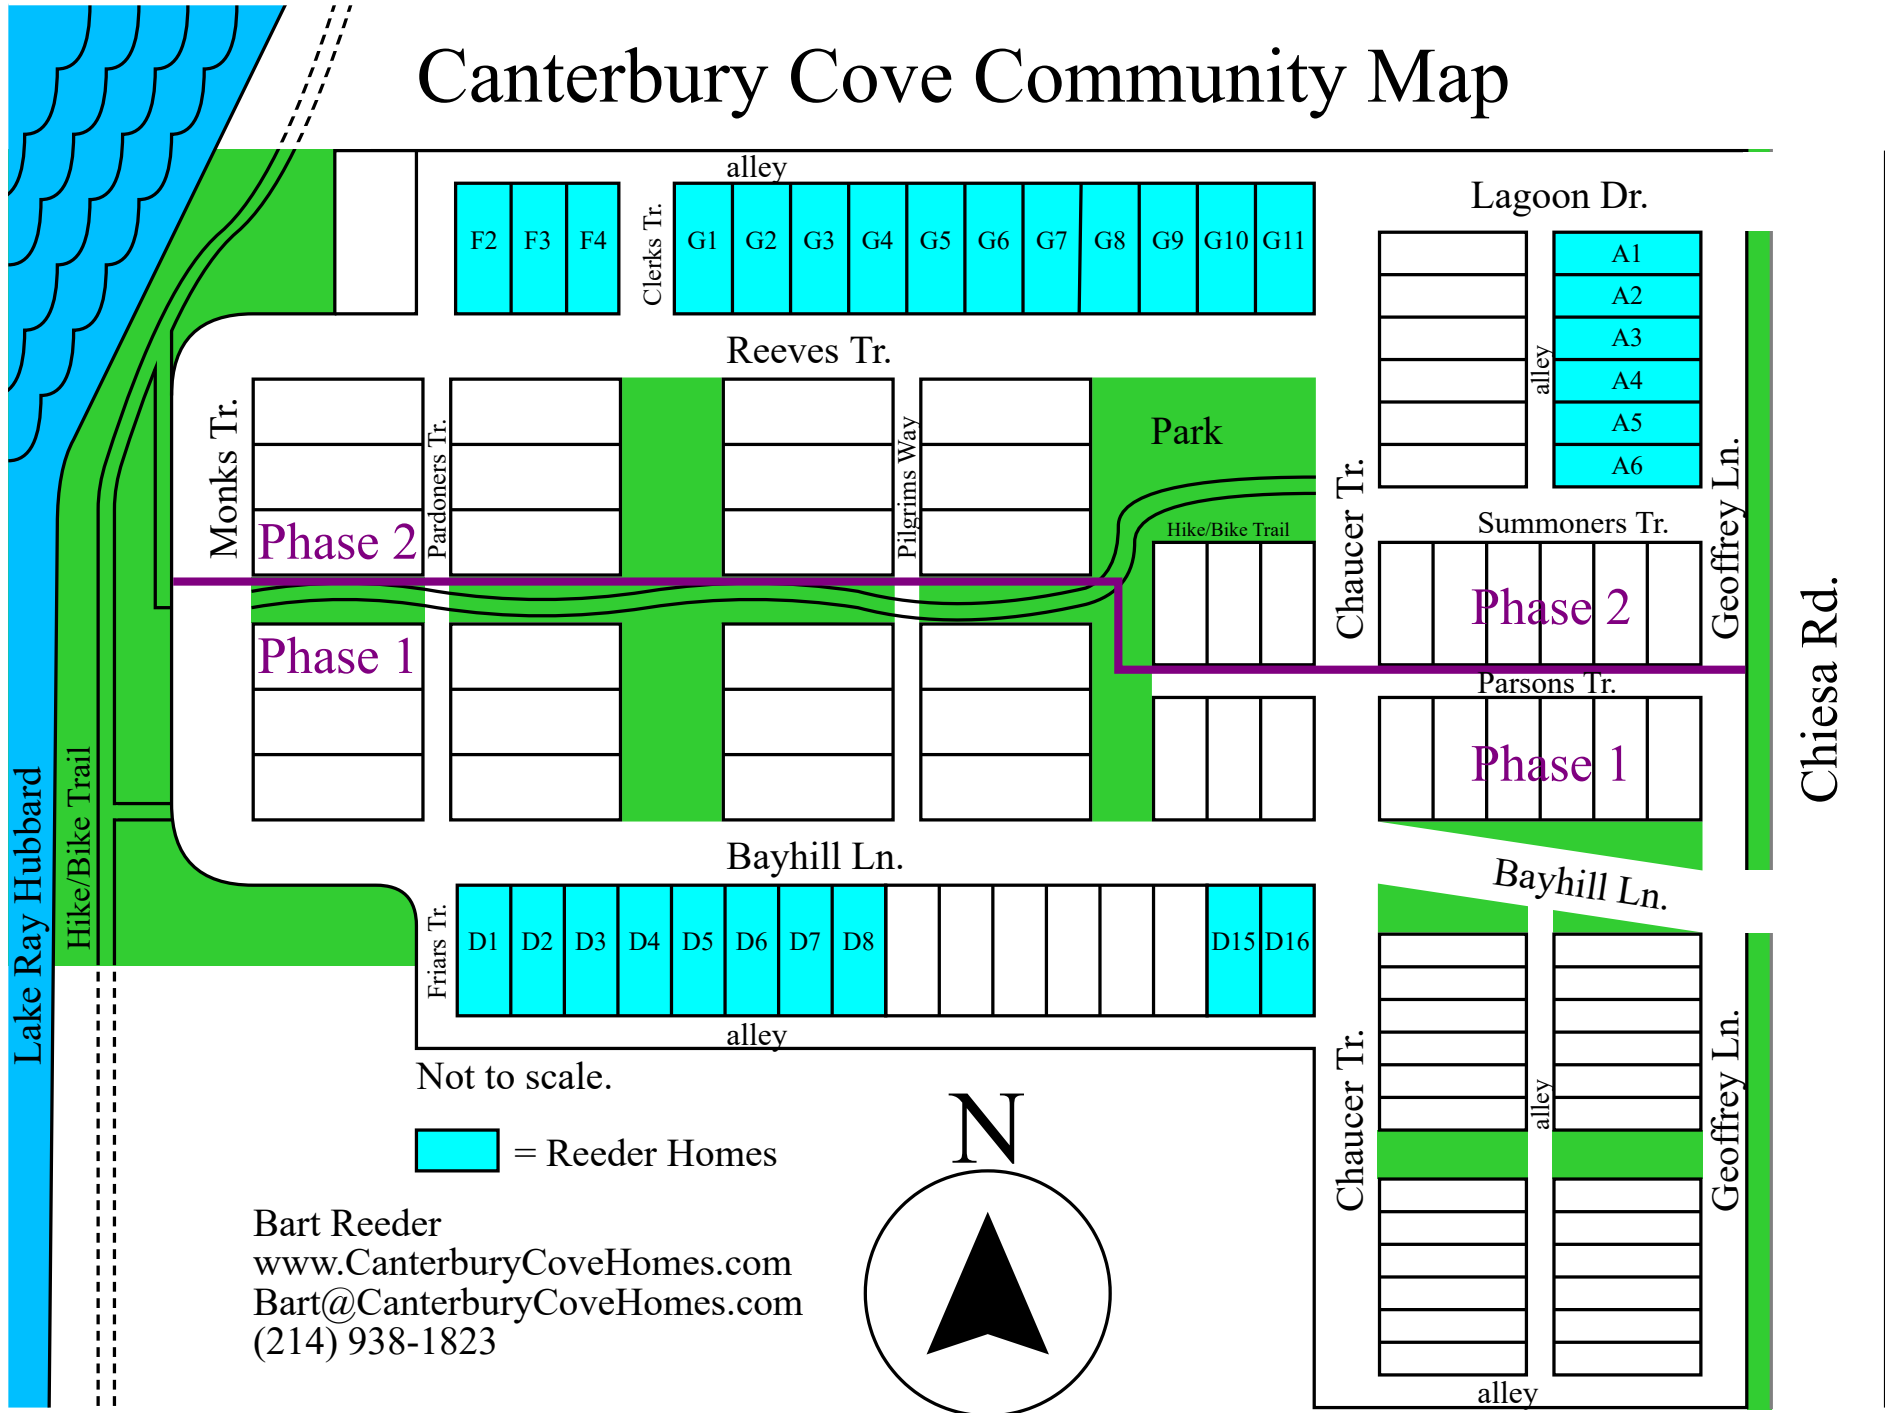 Canterbury Cove Community Map
alley
Lagoon Dr.
F2 F3 F4
Clerks Tr.
G1 G2 G3 G4 G5 G6 G7 G8 G9 G10 G11
A1
A2
A3
A4
A5
A6
alley
Reeves Tr.
Park
Monks Tr.
Pardoners Tr.
Pilgrims Way
Hike/Bike Trail
Chaucer Tr.
Summoners Tr.
Geoffrey Ln.
Chiesa Rd.
Phase 2
Phase 2
Phase 1
Parsons Tr.
Phase 1
Lake Ray Hubbard
Hike/Bike Trail
Bayhill Ln.
Bayhill Ln.
Friars Tr.
D1 D2 D3 D4 D5 D6 D7 D8 D15 D16
alley
Chaucer Tr.
alley
Geoffrey Ln.
Not to scale.
= Reeder Homes
N
Bart Reeder
www.CanterburyCoveHomes.com
Bart@CanterburyCoveHomes.com
(214) 938-1823
alley